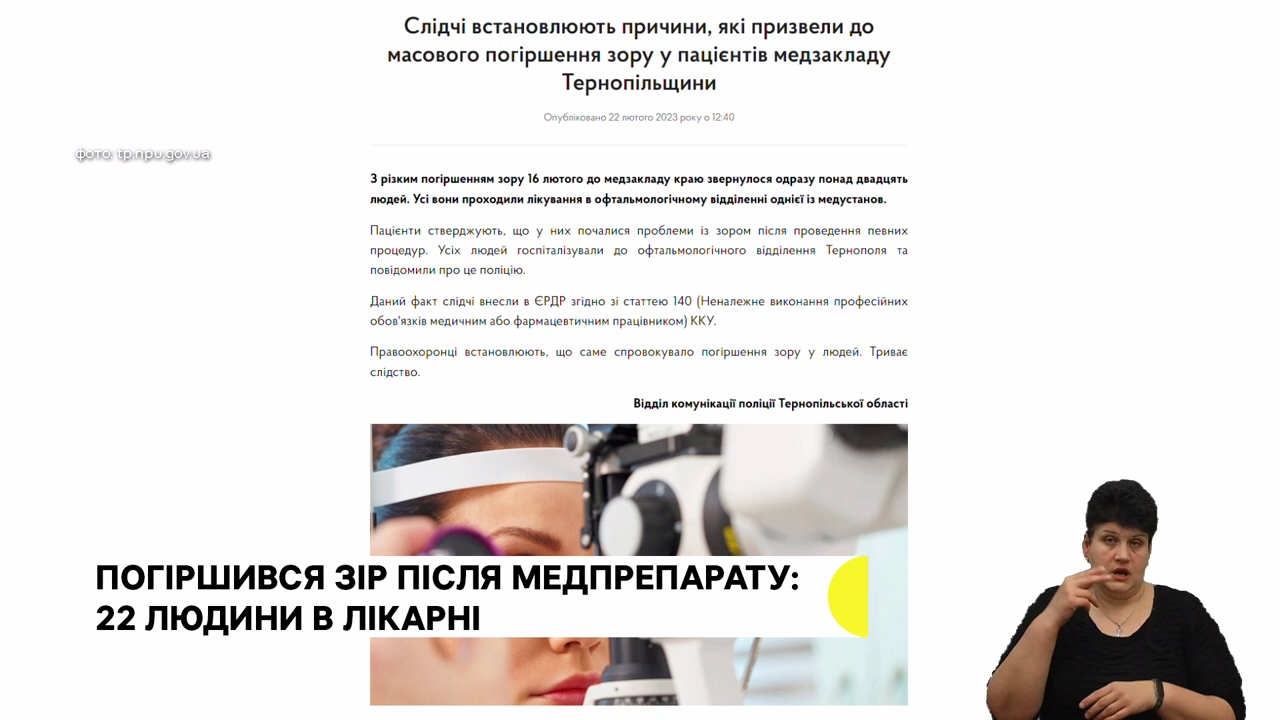 Слідчі встановлюють причини, які призвели до
масового погіршення зору у пацієнтів медзакладу
Тернопільщини
Опубліковано 22 лютого 2023 року о 12:40
фото: tp.npu.gov.ua
З різким погіршенням зору 16 лютого до медзакладу краю звернулося одразу понад двадцять
людей. Усі вони проходили лікування в офтальмологічному відділенні однієї із медустанов.
Пацієнти стверджують, що у них почалися проблеми із зором після проведення певних
процедур. Усіх людей госпіталізували до офтальмологічного відділення Тернополя та
повідомили про це поліцію.
Даний факт слідчі внесли в ЄРДР згідно зі статтею 140 (Неналежне виконання професійних
обов'язків медичним або фармацевтичним працівником) ККУ.
Правоохоронці встановлюють, що саме спровокувало погіршення зору у людей. Триває
слідство.
Відділ комунікації поліції Тернопільської області
ПОГІРШИВСЯ ЗІР ПІСЛЯ МЕДПРЕПАРАТУ:
22 ЛЮДИНИ В ЛІКАРНІ